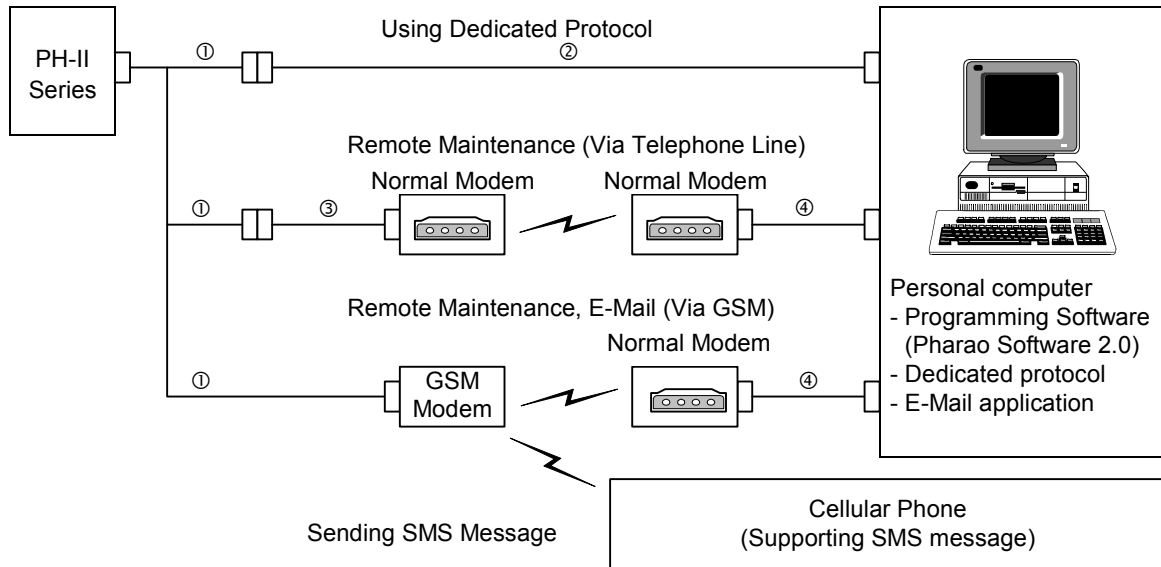 PH-II
Series
①
Using Dedicated Protocol
②
Remote Maintenance (Via Telephone Line)
Normal Modem
Normal Modem
①
③
④
Remote Maintenance, E-Mail (Via GSM)
Normal Modem
①
GSM
Modem
④
Personal computer
- Programming Software
(Pharao Software 2.0)
- Dedicated protocol
- E-Mail application
Sending SMS Message
Cellular Phone
(Supporting SMS message)